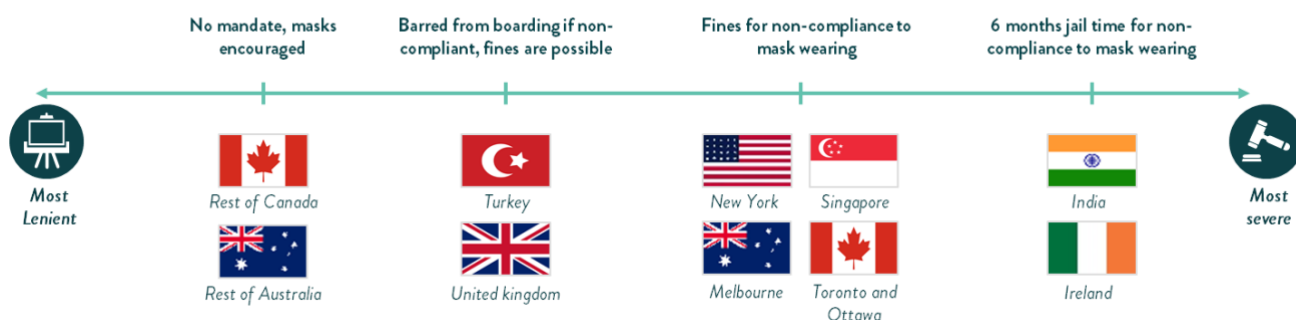 No mandate, masks
encouraged
Barred from boarding if non-
compliant, fines are possible
Fines for non-compliance to
mask wearing
6 months jail time for non-
compliance to mask wearing
Most
Lenient
Rest of Canada
Turkey
New York
Singapore
India
Most
severe
Rest of Australia
United kingdom
Melbourne
Toronto and
Ottawa
Ireland